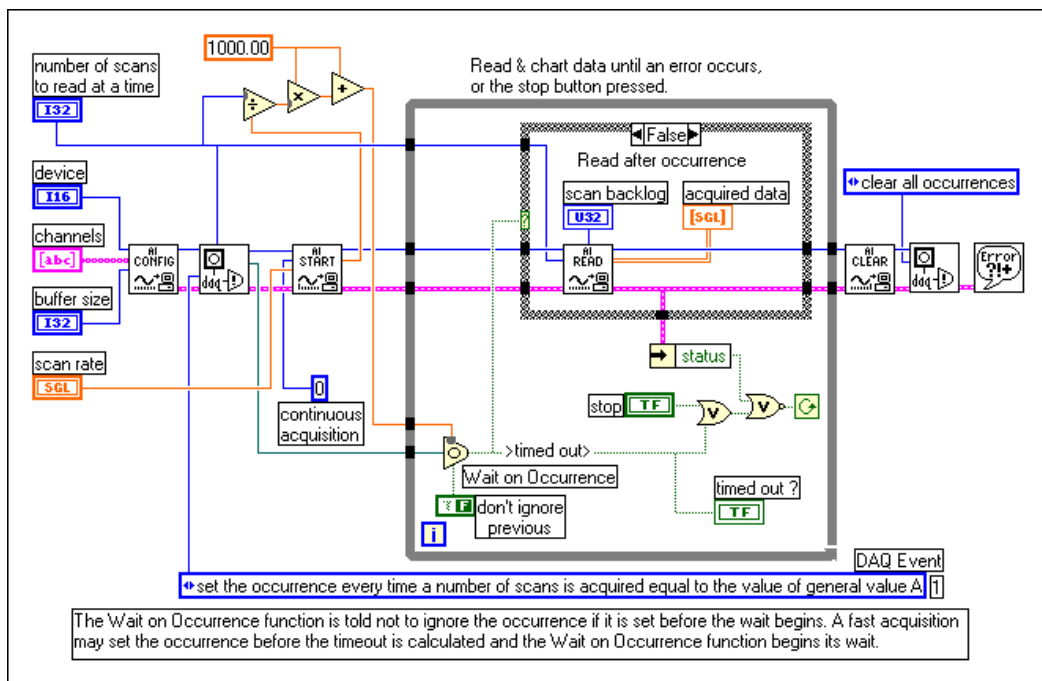 1000.00
number of scans
to read at a time
I32
÷
×
+
Read & chart data until an error occurs,
or the stop button pressed.
False
Read after occurrence
device
I16
scan backlog
U32
acquired data
[SGL]
clear all occurrences
channels
[abc]
AI
CONFIG
ddq
AI
START
?
AI
READ
AI
CLEAR
ddq
Error
?!+
buffer size
I32
scan rate
SGL
0
continuous
acquisition
status
stop
TF
V
V
>timed out>
Wait on Occurrence
F
don't ignore
previous
timed out ?
TF
i
DAQ Event
set the occurrence every time a number of scans is acquired equal to the value of general value A
1
The Wait on Occurrence function is told not to ignore the occurrence if it is set before the wait begins. A fast acquisition
may set the occurrence before the timeout is calculated and the Wait on Occurrence function begins its wait.